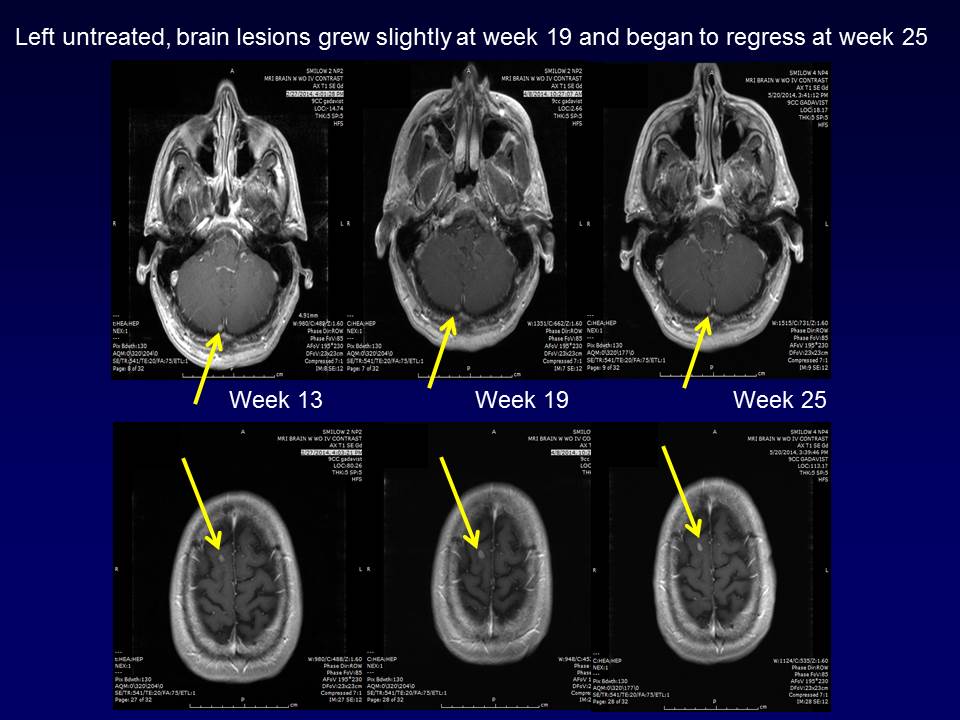 Left untreated, brain lesions grew slightly at week 19 and began to regress at week 25
A
SMILOW 2 NP2
MRI BRAIN W WO IV CONTRAST
AX T1 SE Gd
2/27/2014, 4:01:28 PM
9CC gadavist
LOC:-14.74
THK:5 SP:5
HFS
R
L
4.91mm
t:HEA;HEP
NEX:1
---
Pix Bdwth:130
AQM:0\320\204\0
SE/TR:541/TE:20/FA:75/ETL:1
Page: 8 of 32
W:980/C:488/Z:1.60
Phase Dir:ROW
Phase FoV:85
AFoV 195*230
DFoV:23x23cm
Compressed 7:1
IM:8 SE:12
P
cm
A
SMILOW 2 NP2
MRI BRAIN W WO IV CONTRAST
AX T1 SE Gd
4/8/2014, 10:27:07 AM
9cc gadavist
LOC:2.66
THK:5 SP:5
HFS
R
L
C:HEA;HEP
NEX:1
---
Pix Bdwth:130
AQM:0\320\204\0
SE/TR:541/TE:20/FA:75/ETL:1
Page: 7 of 32
W:1331/C:662/Z:1.60
Phase Dir:ROW
Phase FoV:85
AFoV 195*230
DFoV:23x23cm
Compressed 7:1
IM:7 SE:12
P
cm
A
SMILOW 4 NP4
MRI BRAIN W WO IV CONTRAST
AX T1 SE Gd
5/20/2014, 3:41:12 PM
9CC GADAVIST
LOC:18.17
THK:5 SP:5
HFS
R
L
C:HEA;HEP
NEX:1
---
Pix Bdwth:130
AQM:0\320\177\0
SE/TR:541/TE:20/FA:75/ETL:1
Page: 9 of 32
W:1515/C:731/Z:1.60
Phase Dir:ROW
Phase FoV:85
AFoV 195*230
DFoV:23x23cm
Compressed 7:1
IM:9 SE:12
P
cm
Week 13
Week 19
Week 25
A
SMILOW 2 NP2
MRI BRAIN W WO IV CONTRAST
AX T1 SE Gd
2/27/2014, 4:03:21 PM
9CC gadavist
LOC:80.26
THK:5 SP:5
HFS
R
L
t:HEA;HEP
NEX:1
---
Pix Bdwth:130
AQM:0\320\204\0
SE/TR:541/TE:20/FA:75/ETL:1
Page: 27 of 32
W:980/C:488/Z:1.60
Phase Dir:ROW
Phase FoV:85
AFoV 195*230
DFoV:23x23cm
Compressed 7:1
IM:27 SE:12
P
cm
A
SMILO
MRI BRAIN W WO IV CO
AX T
4/8/2014, 10:2
9cc
LOC
TH
R
C:HEA;HEP
NEX:1
---
Pix Bdwth:130
AQM:0\320\204\0
SE/TR:541/TE:20/FA:75/ETL:1
Page: 28 of 32
W:948/C:45
Phase
Phase
AFoV 1
DFoV:2
Compr
IM:28
P
A
SMILOW 4 NP4
MRI BRAIN W WO IV CONTRAST
AX T1 SE Gd
5/20/2014, 3:39:46 PM
9CC GADAVIST
LOC:113.17
THK:5 SP:5
HFS
R
L
C:HEA;HEP
NEX:1
---
Pix Bdwth:130
AQM:0\320\177\0
SE/TR:541/TE:20/FA:75/ETL:1
Page: 28 of 32
W:1124/C:535/Z:1.60
Phase Dir:ROW
Phase FoV:85
AFoV 195*230
DFoV:23x23cm
Compressed 7:1
IM:28 SE:12
P
cm